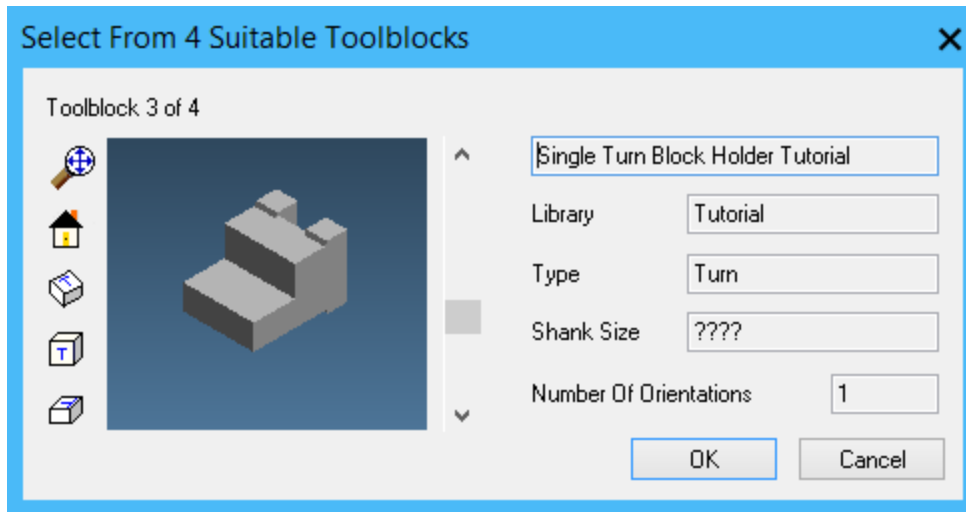 Select From 4 Suitable Toolblocks
Toolblock 3 of 4
Single Turn Block Holder Tutorial
Library Tutorial
Type Turn
Shank Size ????
Number Of Orientations 1
OK Cancel
T